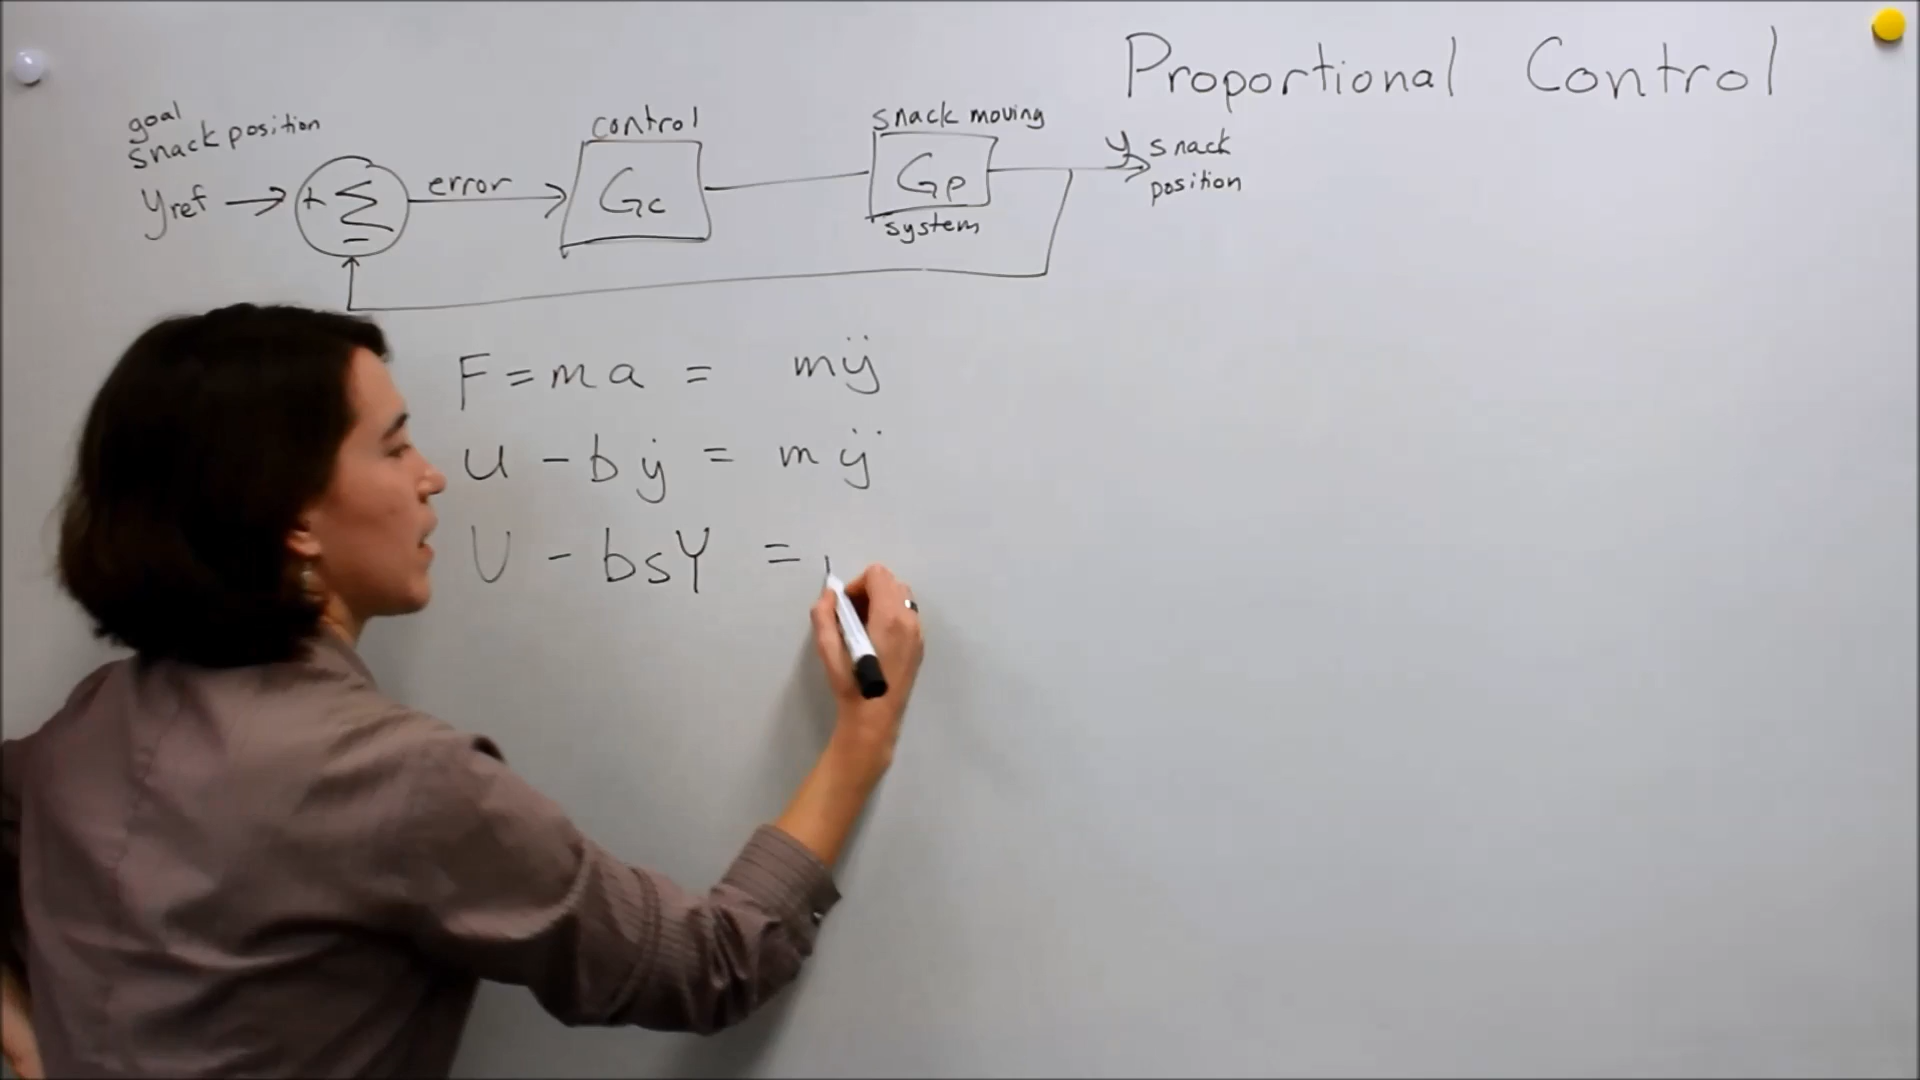 Proportional Control
goal
snack position
yref
+ Σ
−
error
control
Gc
snack moving
Gp
system
y snack
position
F = ma = mÿ
u − bẏ = mÿ
U − bsY =